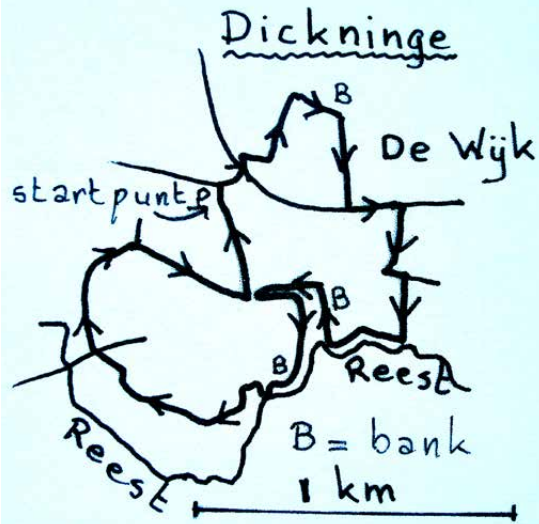 Dickninge
B
De Wijk
startpunt P
B
B
Reest
Reest
B = bank
1 km